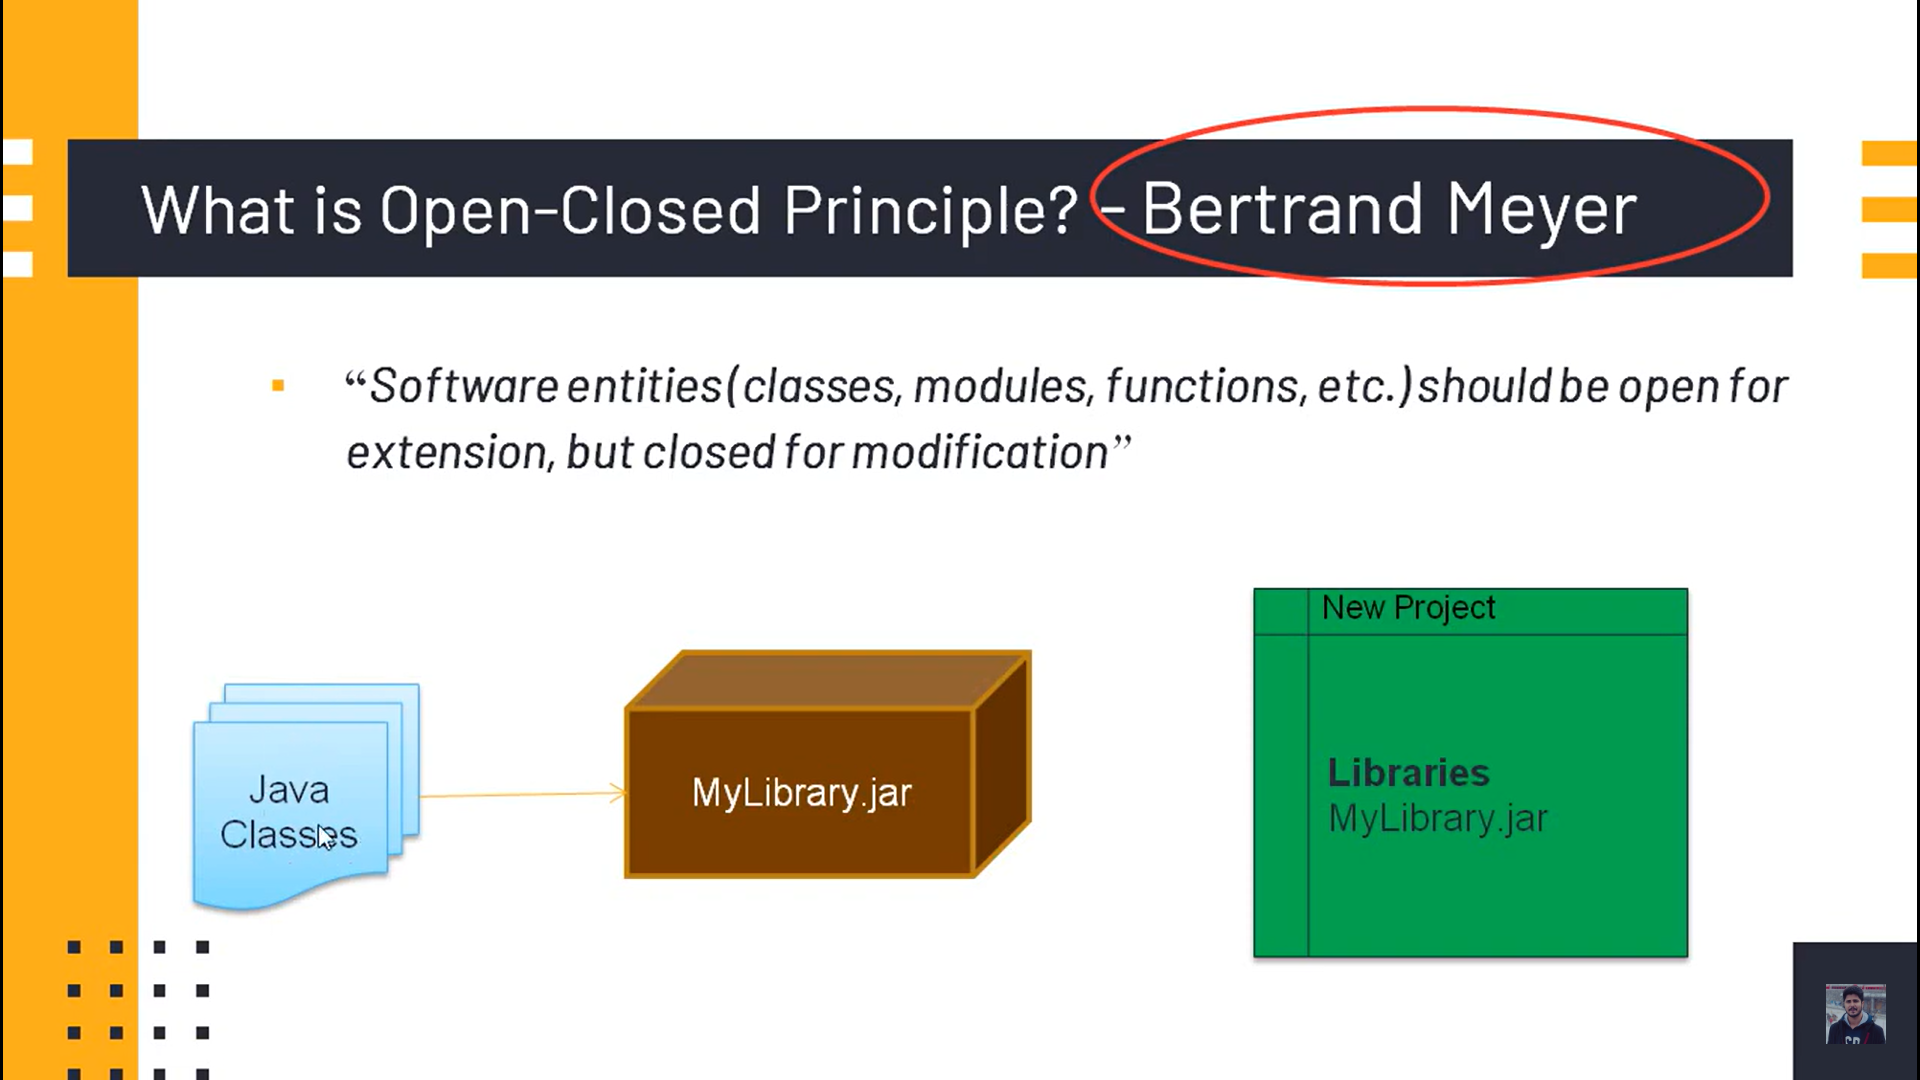 What is Open-Closed Principle? - Bertrand Meyer
“Software entities (classes, modules, functions, etc.) should be open for
extension, but closed for modification”
Java
Classes
MyLibrary.jar
New Project
Libraries
MyLibrary.jar